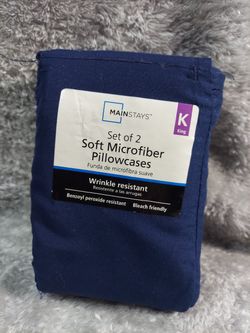 MAINSTAYS™
K
King
Set of 2
Soft Microfiber
Pillowcases
Funda de microfibra suave
Wrinkle resistant
Resistente a las arrugas
Benzoyl peroxide resistant
Bleach friendly